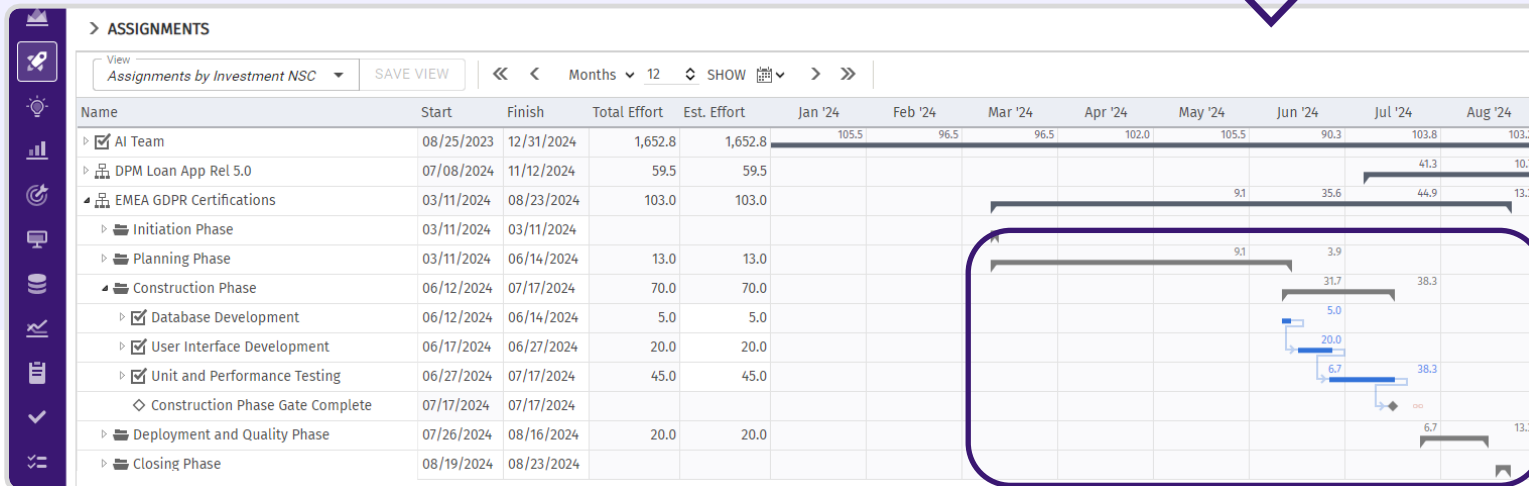 ASSIGNMENTS
View
Assignments by Investment NSC SAVE VIEW Months 12 SHOW
Name Start Finish Total Effort Est. Effort Jan '24 Feb '24 Mar '24 Apr '24 May '24 Jun '24 Jul '24 Aug '24
AI Team 08/25/2023 12/31/2024 1,652.8 1,652.8 105.5 96.5 96.5 102.0 105.5 90.3 103.8 103.2
DPM Loan App Rel 5.0 07/08/2024 11/12/2024 59.5 59.5 41.3 10.
EMEA GDPR Certifications 03/11/2024 08/23/2024 103.0 103.0 9.1 35.6 44.9 13.
Initiation Phase 03/11/2024 03/11/2024
Planning Phase 03/11/2024 06/14/2024 13.0 13.0 9.1 3.9
Construction Phase 06/12/2024 07/17/2024 70.0 70.0 31.7 38.3
Database Development 06/12/2024 06/14/2024 5.0 5.0 5.0
User Interface Development 06/17/2024 06/27/2024 20.0 20.0 20.0
Unit and Performance Testing 06/27/2024 07/17/2024 45.0 45.0 6.7 38.3
Construction Phase Gate Complete 07/17/2024 07/17/2024
Deployment and Quality Phase 07/26/2024 08/16/2024 20.0 20.0 6.7 13.
Closing Phase 08/19/2024 08/23/2024